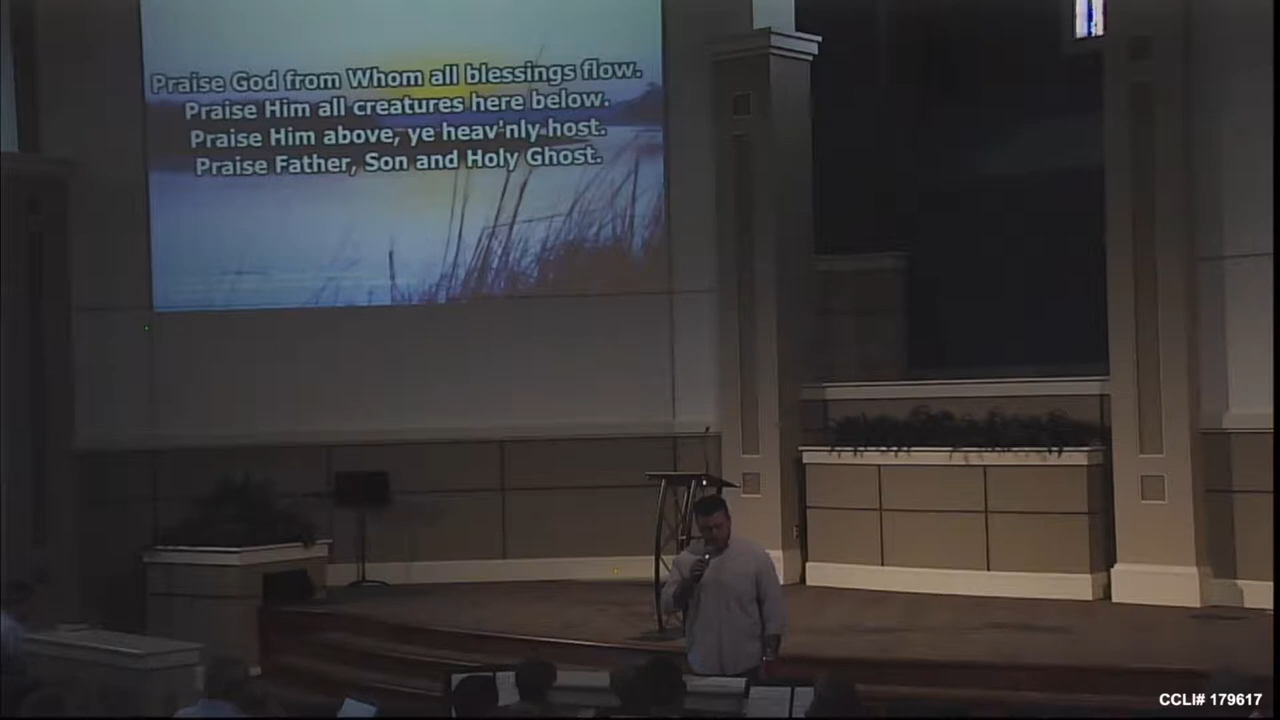 Praise God from Whom all blessings flow.
Praise Him all creatures here below.
Praise Him above, ye heav'nly host.
Praise Father, Son and Holy Ghost.
CCLI# 179617